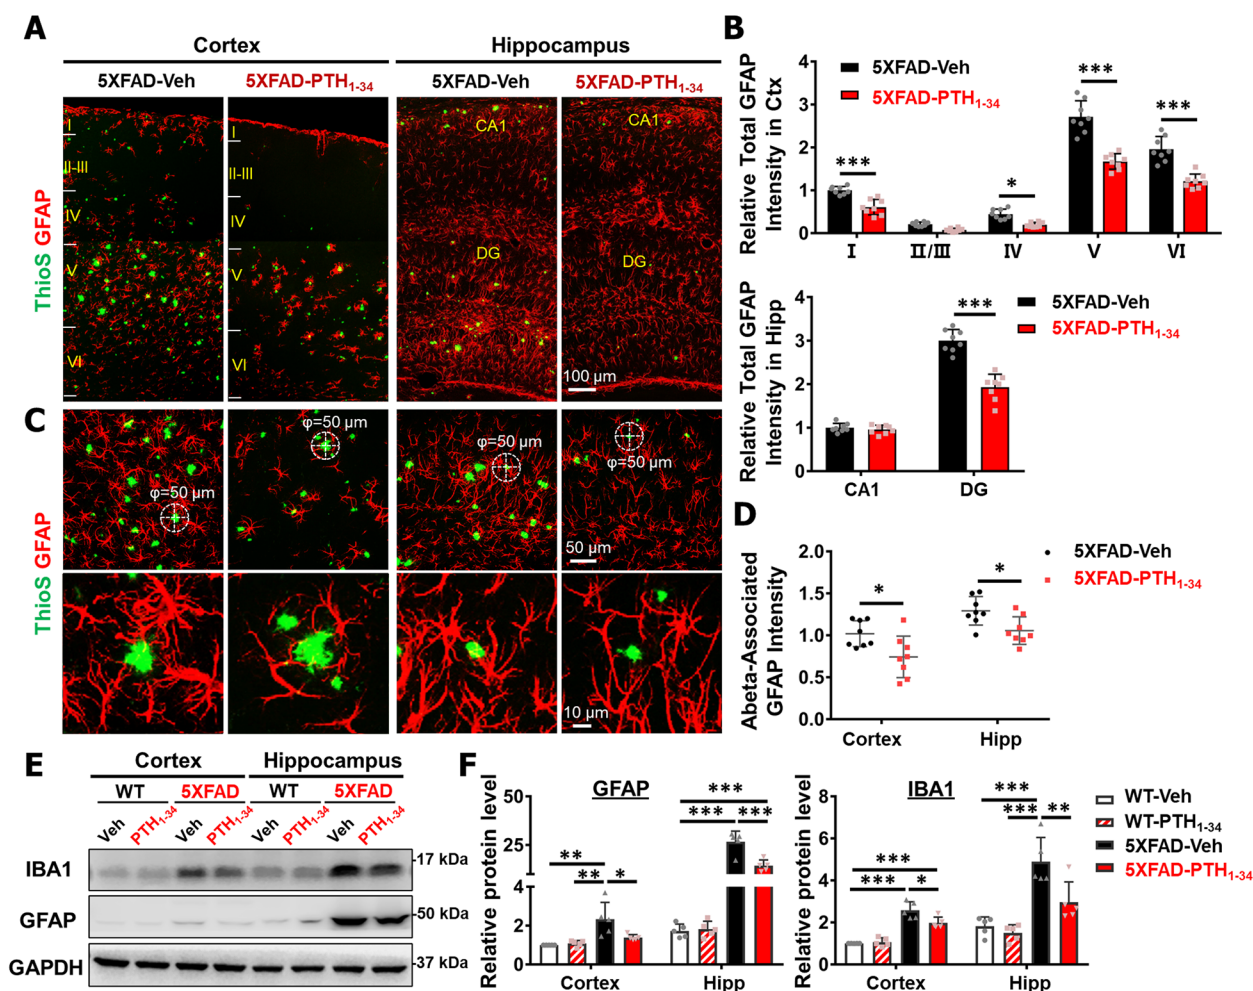 A
Cortex
Hippocampus
5XFAD-Veh
5XFAD-PTH1-34
5XFAD-Veh
5XFAD-PTH1-34
ThioS GFAP
I
II-III
IV
V
VI
I
II-III
IV
V
VI
CA1
DG
CA1
DG
100 μm
B
Relative Total GFAP
Intensity in Ctx
4
3
2
1
0
5XFAD-Veh
5XFAD-PTH1-34
***
*
***
***
I
II/III
IV
V
VI
Relative Total GFAP
Intensity in Hipp
4
3
2
1
0
***
5XFAD-Veh
5XFAD-PTH1-34
CA1
DG
C
ThioS GFAP
φ=50 μm
φ=50 μm
φ=50 μm
φ=50 μm
50 μm
10 μm
D
Abeta-Associated
GFAP Intensity
2.0
1.5
1.0
0.5
0.0
*
*
5XFAD-Veh
5XFAD-PTH1-34
Cortex
Hipp
E
Cortex
Hippocampus
WT
5XFAD
WT
5XFAD
Veh
PTH1-34
Veh
PTH1-34
Veh
PTH1-34
Veh
PTH1-34
IBA1
-17 kDa
GFAP
-50 kDa
GAPDH
-37 kDa
F
GFAP
Relative protein level
50
25
4
2
0
**
**
*
***
***
***
Cortex
Hipp
IBA1
Relative protein level
8
6
4
2
0
***
***
*
***
***
**
Cortex
Hipp
WT-Veh
WT-PTH1-34
5XFAD-Veh
5XFAD-PTH1-34